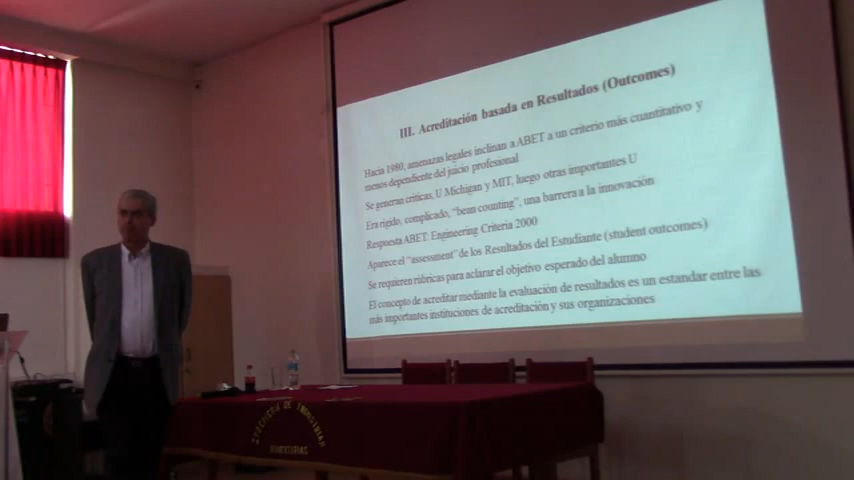 III. Acreditación basada en Resultados (Outcomes)
Hacia 1980, amenazas legales inclinan a ABET a un criterio más cuantitativo y
menos dependiente del juicio profesional
Se generan críticas, U Michigan y MIT, luego otras importantes U
Era rígido, complicado, "bean counting", una barrera a la innovación
Respuesta ABET: Engineering Criteria 2000
Aparece el "assessment" de los Resultados del Estudiante (student outcomes)
Se requieren rúbricas para aclarar el objetivo esperado del alumno
El concepto de acreditar mediante la evaluación de resultados es un estandar entre las
más importantes instituciones de acreditación y sus organizaciones
INGENIERIA DE INDUSTRIAS